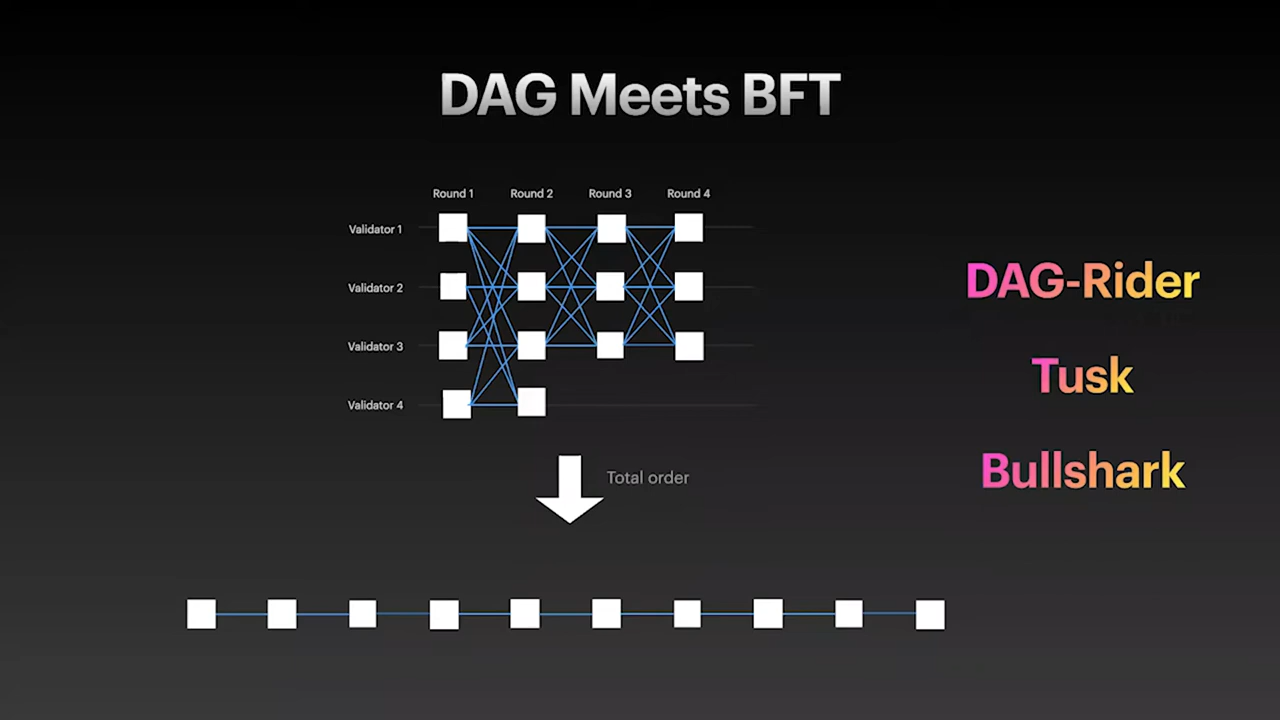 DAG Meets BFT
Round 1 Round 2 Round 3 Round 4
Validator 1
Validator 2
Validator 3
Validator 4
Total order
DAG-Rider
Tusk
Bullshark